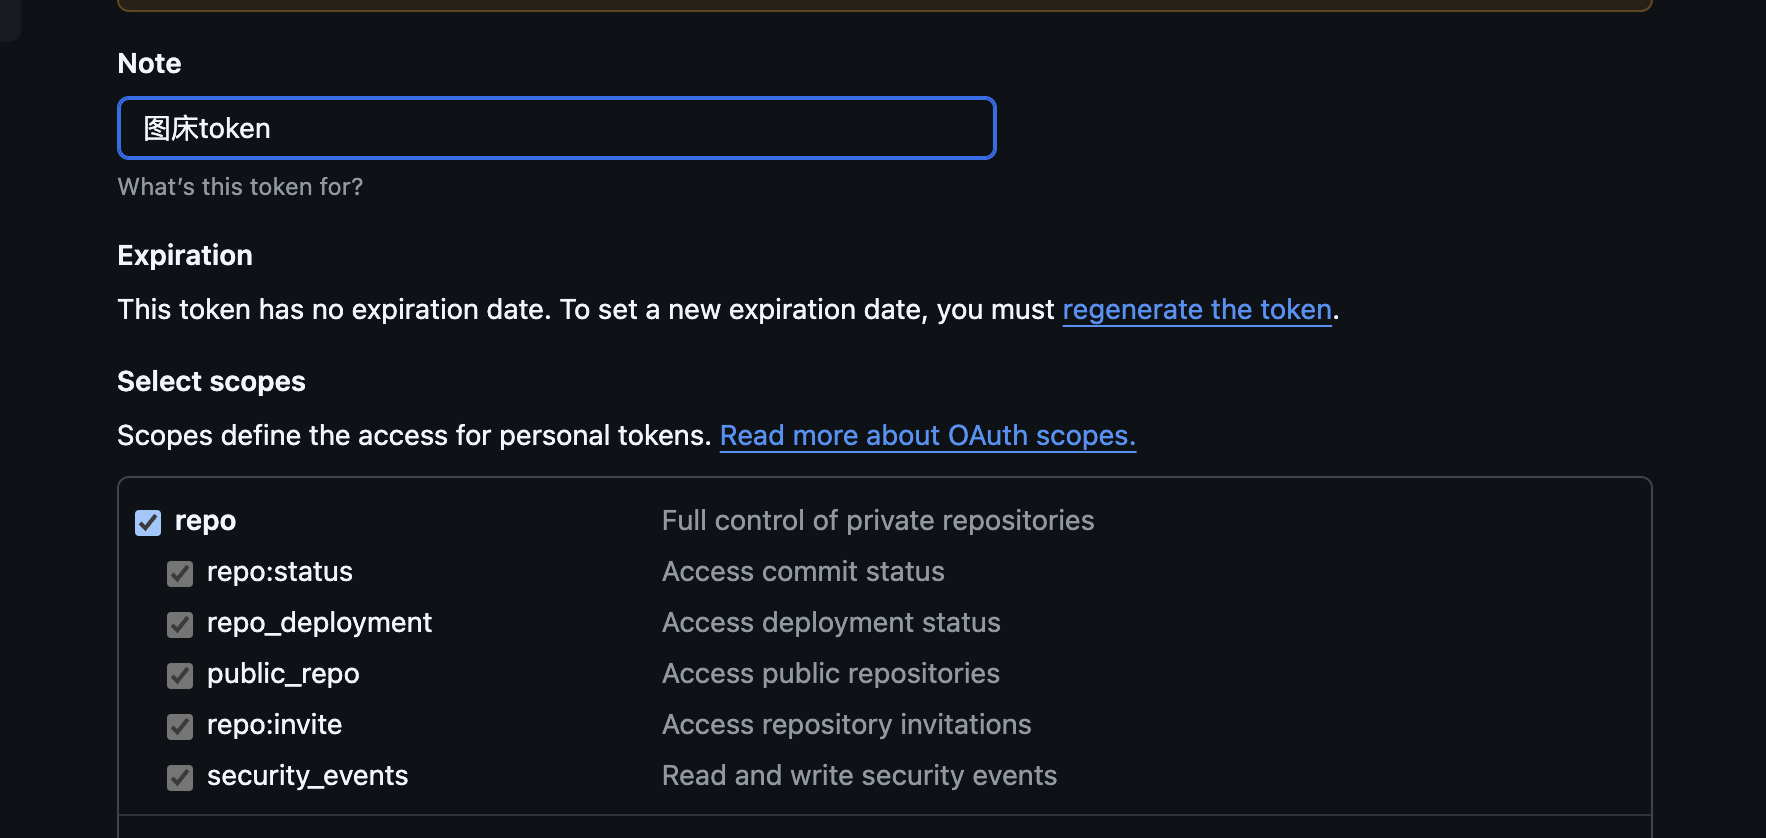 Note
图床token
What's this token for?
Expiration
This token has no expiration date. To set a new expiration date, you must regenerate the token.
Select scopes
Scopes define the access for personal tokens. Read more about OAuth scopes.
repo Full control of private repositories
repo:status Access commit status
repo_deployment Access deployment status
public_repo Access public repositories
repo:invite Access repository invitations
security_events Read and write security events